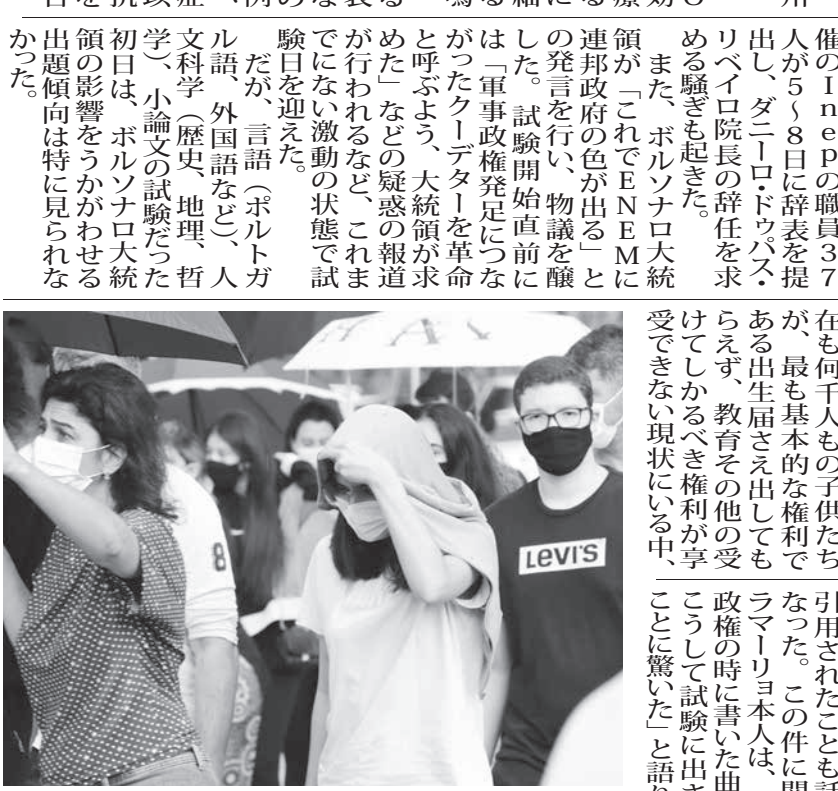 催のInepの職員37
人が5〜8日に辞表を提
出し、ダニーロ・ドゥパス・
リベイロ院長の辞任を求
める騒ぎも起きた。
また、ボルソナロ大統
領が「これでENEMに
連邦政府の色が出る」と
の発言を行い、物議を醸
した。試験開始直前に
は「軍事政権発足につな
がったクーデターを革命
と呼ぶよう、大統領が求
めた」などの疑惑の報道
が行われるなど、これま
でにない激動の状態で試
験日を迎えた。
だが、言語(ポルトガ
ル語、外国語など)、人
文科学(歴史、地理、哲
学)、小論文の試験だった
初日は、ボルソナロ大統
領の影響をうかがわせる
出題傾向は特に見られな
かった。
在も何千人もの子供たち
が、最も基本的な権利で
ある出生届さえ出しても
らえず、教育その他の受
けてしかるべき権利が享
受できない現状にいる中、
引用されたことも話
なった。この件に関
ラマーリョ本人は、
政権の時に書いた曲
こうして試験に出さ
ことに驚いた」と語り
LEVI'S
8